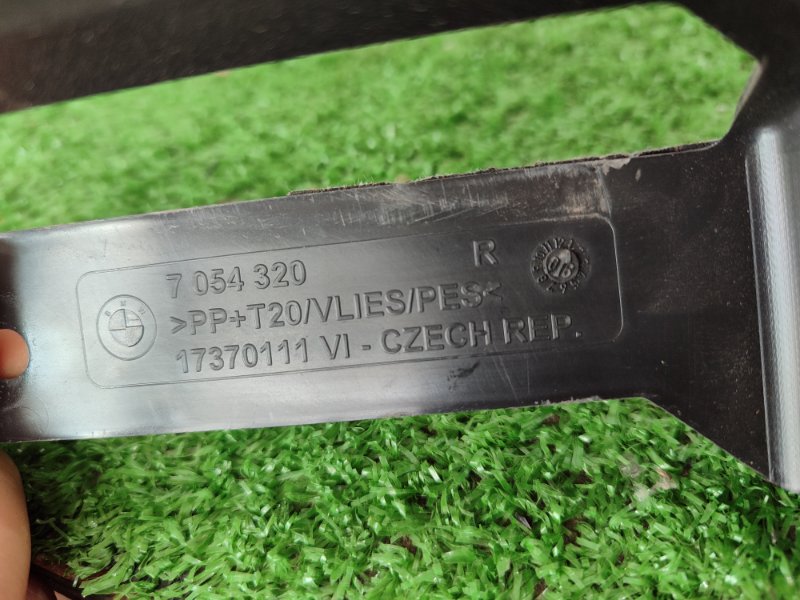 7 054 320 R
>PP+T20/VLIES/PES<
17370111 VI - CZECH REP.